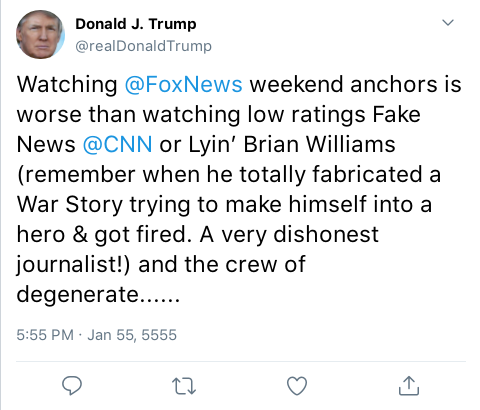 Donald J. Trump
@realDonaldTrump
Watching @FoxNews weekend anchors is
worse than watching low ratings Fake
News @CNN or Lyin’ Brian Williams
(remember when he totally fabricated a
War Story trying to make himself into a
hero & got fired. A very dishonest
journalist!) and the crew of
degenerate......
5:55 PM · Jan 55, 5555